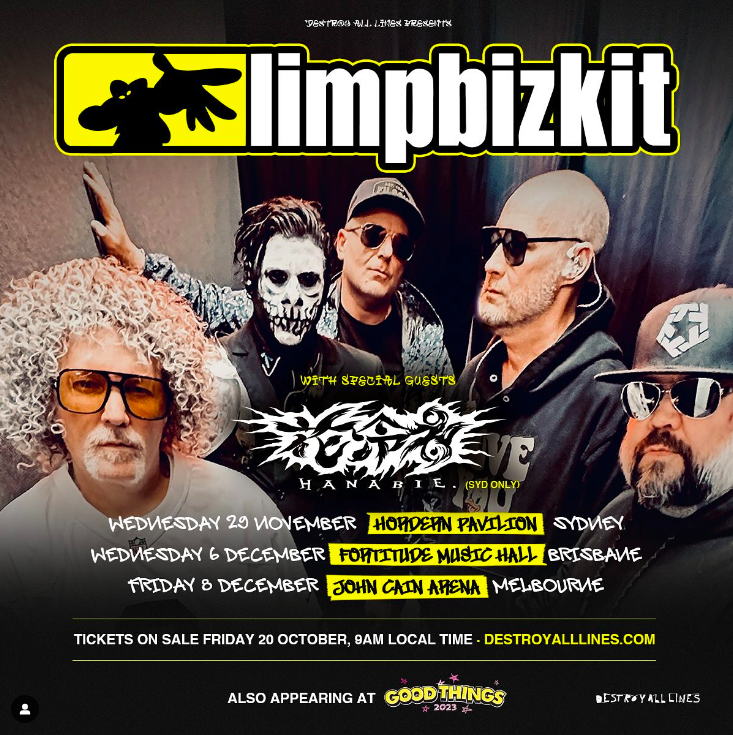 DESTROY ALL LINES PRESENTS
limpbizkit
WITH SPECIAL GUESTS
HANABIE. (SYD ONLY)
WEDNESDAY 29 NOVEMBER HORDERN PAVILION SYDNEY
WEDNESDAY 6 DECEMBER FORTITUDE MUSIC HALL BRISBANE
FRIDAY 8 DECEMBER JOHN CAIN ARENA MELBOURNE
TICKETS ON SALE FRIDAY 20 OCTOBER, 9AM LOCAL TIME - DESTROYALLLINES.COM
ALSO APPEARING AT GOOD THINGS 2023
DESTROY ALL LINES